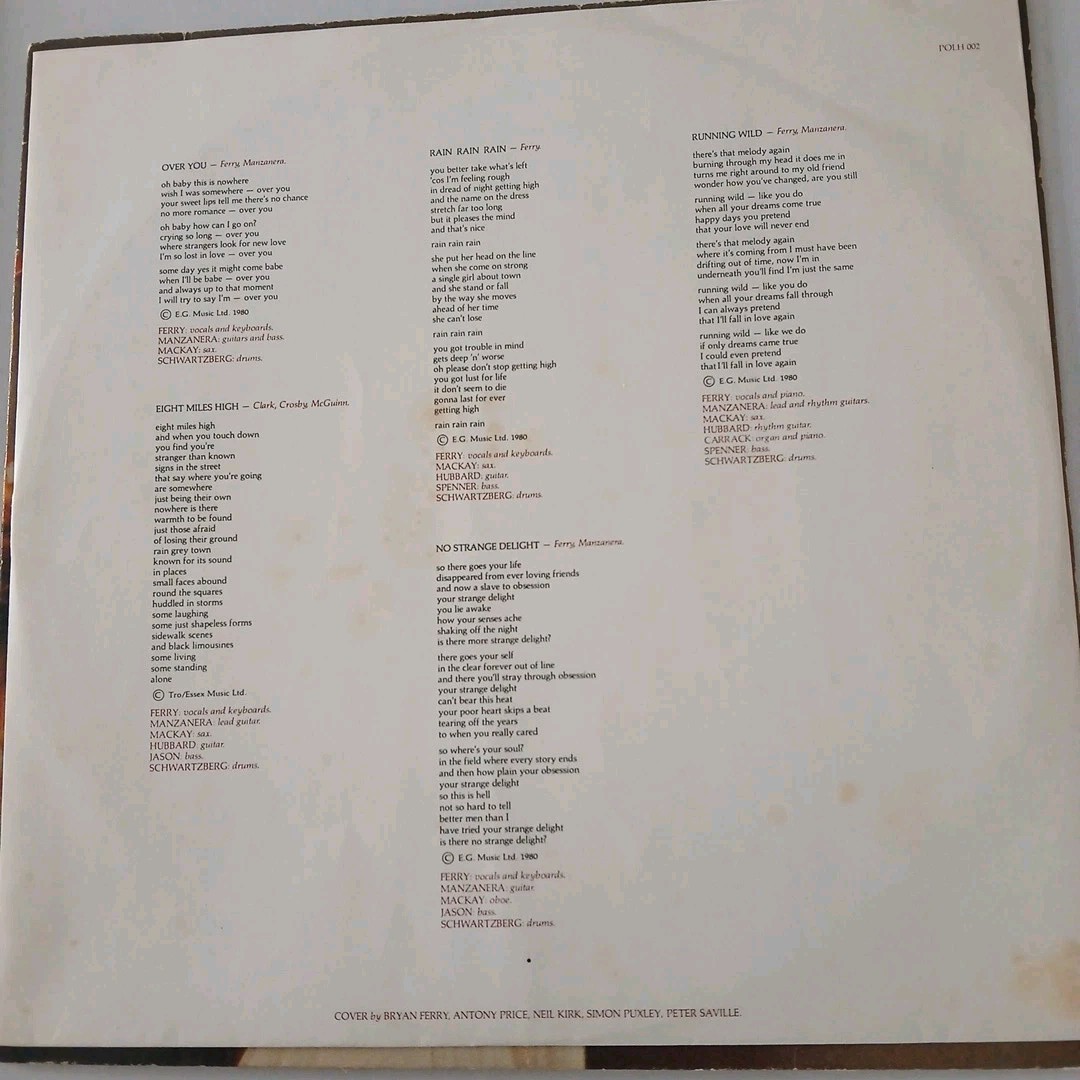 POLH 002
OVER YOU — Ferry, Manzanera.
oh baby this is nowhere
wish I was somewhere — over you
your sweet lips tell me there's no chance
no more romance — over you
oh baby how can I go on?
crying so long — over you
where strangers look for new love
I'm so lost in love — over you
some day yes it might come babe
when I'll be babe — over you
and always up to that moment
I will try to say I'm — over you
© E.G. Music Ltd. 1980
FERRY: vocals and keyboards.
MANZANERA: guitars and bass.
MACKAY: sax.
SCHWARTZBERG: drums.
EIGHT MILES HIGH — Clark, Crosby, McGuinn.
eight miles high
and when you touch down
you find you're
stranger than known
signs in the street
that say where you're going
are somewhere
just being their own
nowhere is there
warmth to be found
just those afraid
of losing their ground
rain grey town
known for its sound
in places
small faces abound
round the squares
huddled in storms
some laughing
some just shapeless forms
sidewalk scenes
and black limousines
some living
some standing
alone
© Tro/Essex Music Ltd.
FERRY: vocals and keyboards.
MANZANERA: lead guitar.
MACKAY: sax.
HUBBARD: guitar.
JASON: bass.
SCHWARTZBERG: drums.
RAIN RAIN RAIN — Ferry.
you better take what's left
'cos I'm feeling rough
in dread of night getting high
and the name on the dress
stretch far too long
but it pleases the mind
and that's nice
rain rain rain
she put her head on the line
when she come on strong
a single girl about town
and she stand or fall
by the way she moves
ahead of her time
she can't lose
rain rain rain
you got trouble in mind
gets deep 'n' worse
oh please don't stop getting high
you got lust for life
it don't seem to die
gonna last for ever
getting high
rain rain rain
© E.G. Music Ltd. 1980
FERRY: vocals and keyboards.
MACKAY: sax.
HUBBARD: guitar.
SPENNER: bass.
SCHWARTZBERG: drums.
NO STRANGE DELIGHT — Ferry, Manzanera.
so there goes your life
disappeared from ever loving friends
and now a slave to obsession
your strange delight
you lie awake
how your senses ache
shaking off the night
is there more strange delight?
there goes your self
in the clear forever out of line
and there you'll stray through obsession
your strange delight
can't bear this heat
your poor heart skips a beat
tearing off the years
to when you really cared
so where's your soul?
in the field where every story ends
and then how plain your obsession
your strange delight
so this is hell
not so hard to tell
better men than I
have tried your strange delight
is there no strange delight?
© E.G. Music Ltd. 1980
FERRY: vocals and keyboards.
MANZANERA: guitar.
MACKAY: oboe.
JASON: bass.
SCHWARTZBERG: drums.
RUNNING WILD — Ferry, Manzanera.
there's that melody again
burning through my head it does me in
turns me right around to my old friend
wonder how you've changed, are you still
running wild — like you do
when all your dreams come true
happy days you pretend
that your love will never end
there's that melody again
where it's coming from I must have been
drifting out of time, now I'm in
underneath you'll find I'm just the same
running wild — like you do
when all your dreams fall through
I can always pretend
that I'll fall in love again
running wild — like we do
if only dreams came true
I could even pretend
that I'll fall in love again
© E.G. Music Ltd. 1980
FERRY: vocals and piano.
MANZANERA: lead and rhythm guitars.
MACKAY: sax.
HUBBARD: rhythm guitar.
CARRACK: organ and piano.
SPENNER: bass.
SCHWARTZBERG: drums.
COVER by BRYAN FERRY, ANTONY PRICE, NEIL KIRK, SIMON PUXLEY, PETER SAVILLE.